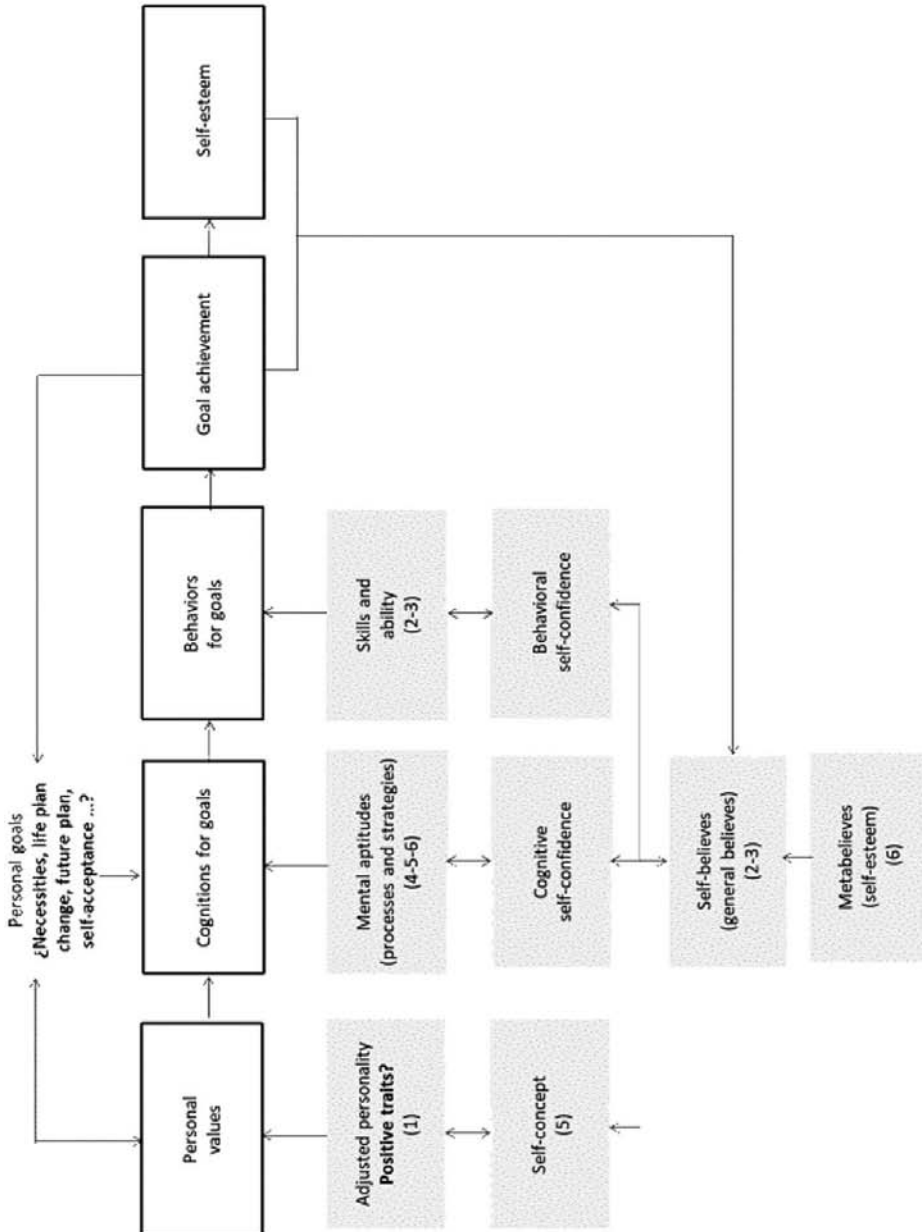 Personal goals
¿Necessities, life plan
change, future plan,
self-acceptance ...?
Personal
values
Cognitions for goals
Behaviors
for goals
Goal achievement
Self-esteem
Adjusted personality
Positive traits?
(1)
Mental aptitudes
(processes and strategies)
(4-5-6)
Skills and
ability
(2-3)
Self-concept
(5)
Cognitive
self-confidence
Behavioral
self-confidence
Self-believes
(general believes)
(2-3)
Metabelieves
(self-esteem)
(6)